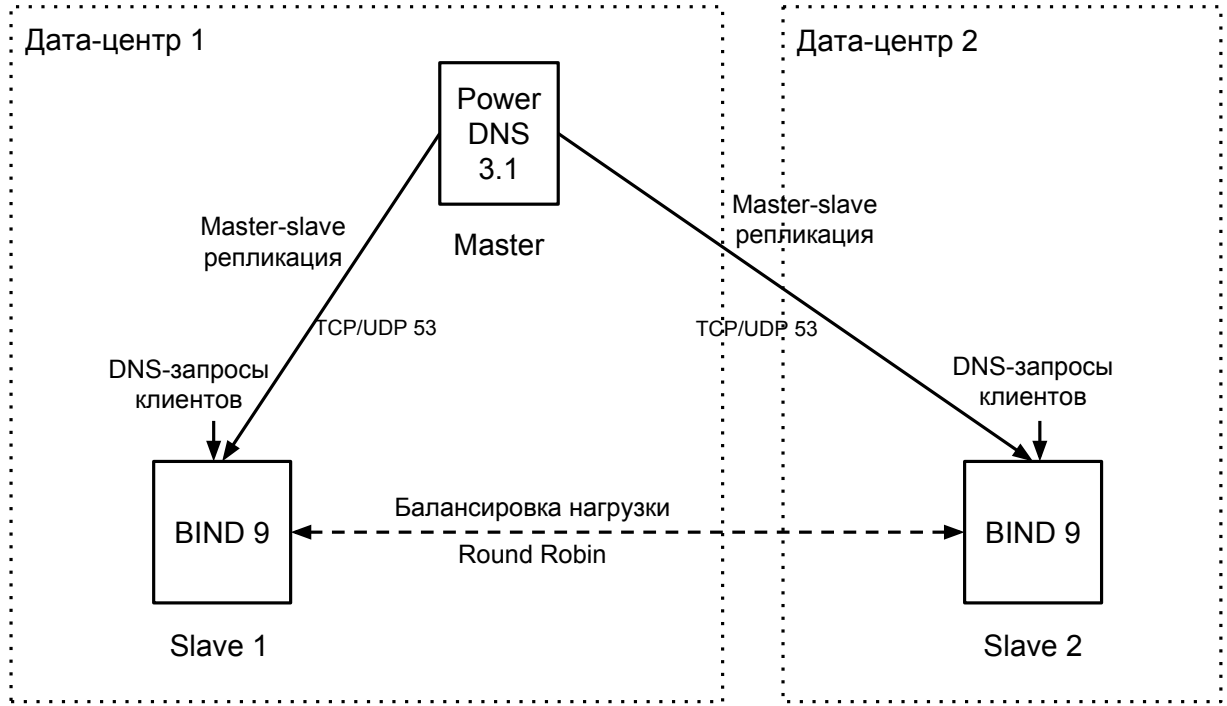 Дата-центр 1
Дата-центр 2
Power
DNS
3.1
Master
Master-slave
репликация
Master-slave
репликация
TCP/UDP 53
TCP/UDP 53
DNS-запросы
клиентов
DNS-запросы
клиентов
BIND 9
Балансировка нагрузки
Round Robin
BIND 9
Slave 1
Slave 2